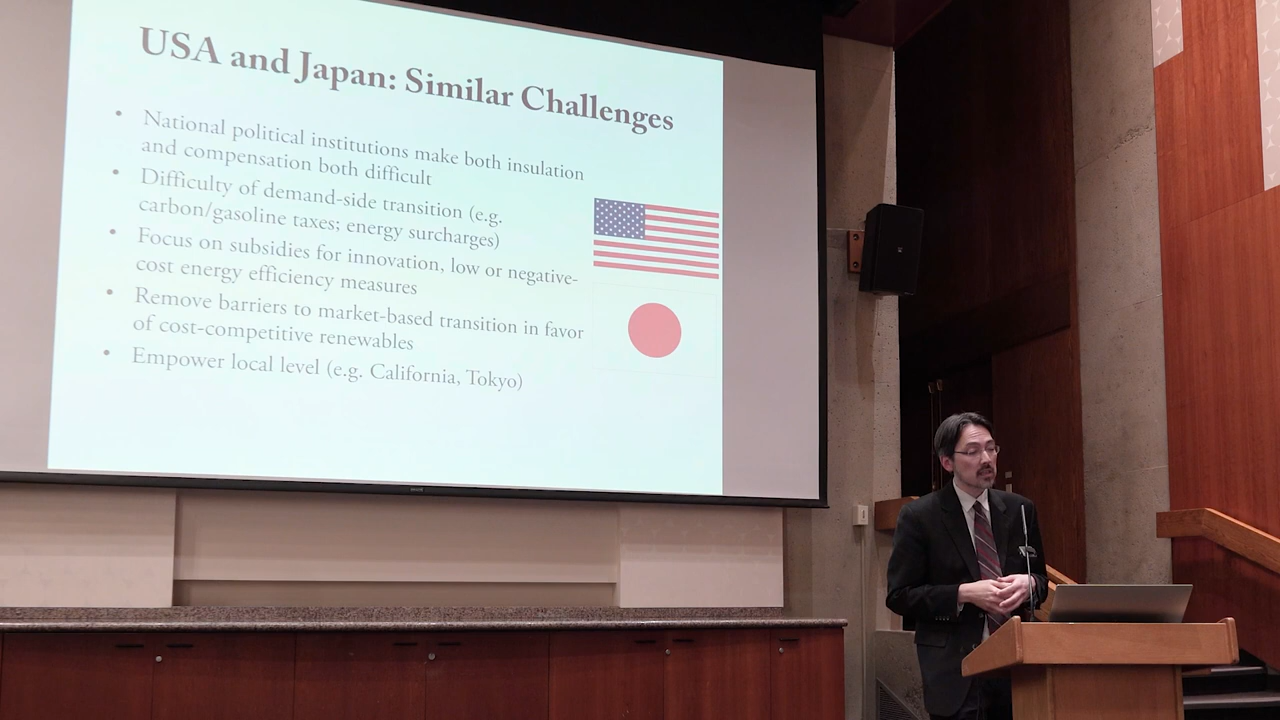 USA and Japan: Similar Challenges
• National political institutions make both insulation
and compensation both difficult
• Difficulty of demand-side transition (e.g.
carbon/gasoline taxes; energy surcharges)
• Focus on subsidies for innovation, low or negative-
cost energy efficiency measures
• Remove barriers to market-based transition in favor
of cost-competitive renewables
• Empower local level (e.g. California, Tokyo)